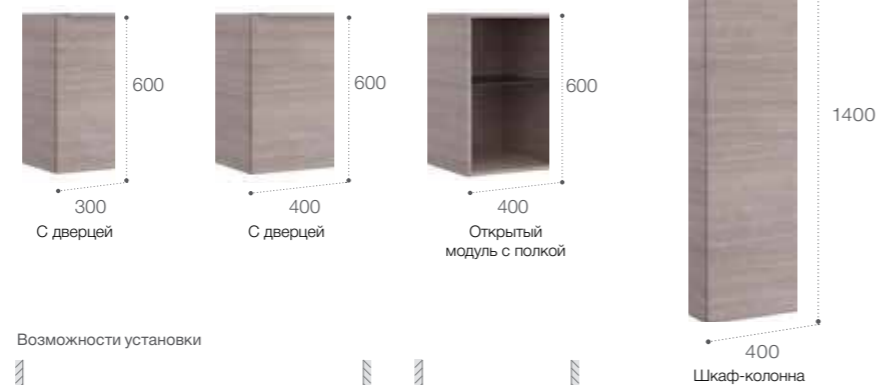 600
300
С дверцей
600
400
С дверцей
600
400
Открытый
модуль с полкой
1400
400
Шкаф-колонна
Возможности установки